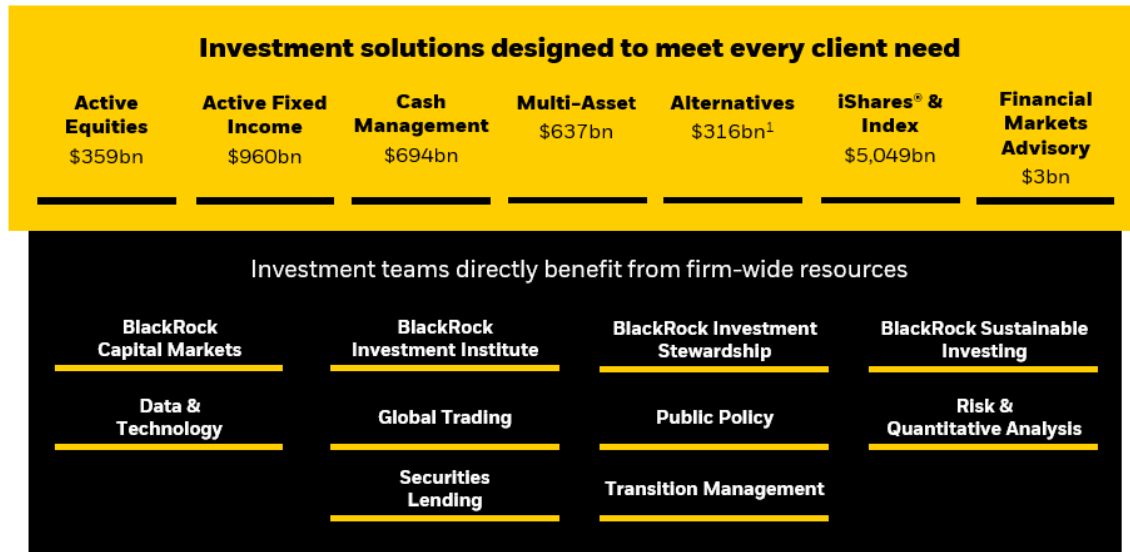 Investment solutions designed to meet every client need
Active
Equities
$359bn
Active Fixed
Income
$960bn
Cash
Management
$694bn
Multi-Asset
$637bn
Alternatives
$316bn¹
iShares® &
Index
$5,049bn
Financial
Markets
Advisory
$3bn
Investment teams directly benefit from firm-wide resources
BlackRock
Capital Markets
BlackRock
Investment Institute
BlackRock Investment
Stewardship
BlackRock Sustainable
Investing
Data &
Technology
Global Trading
Public Policy
Risk &
Quantitative Analysis
Securities
Lending
Transition Management